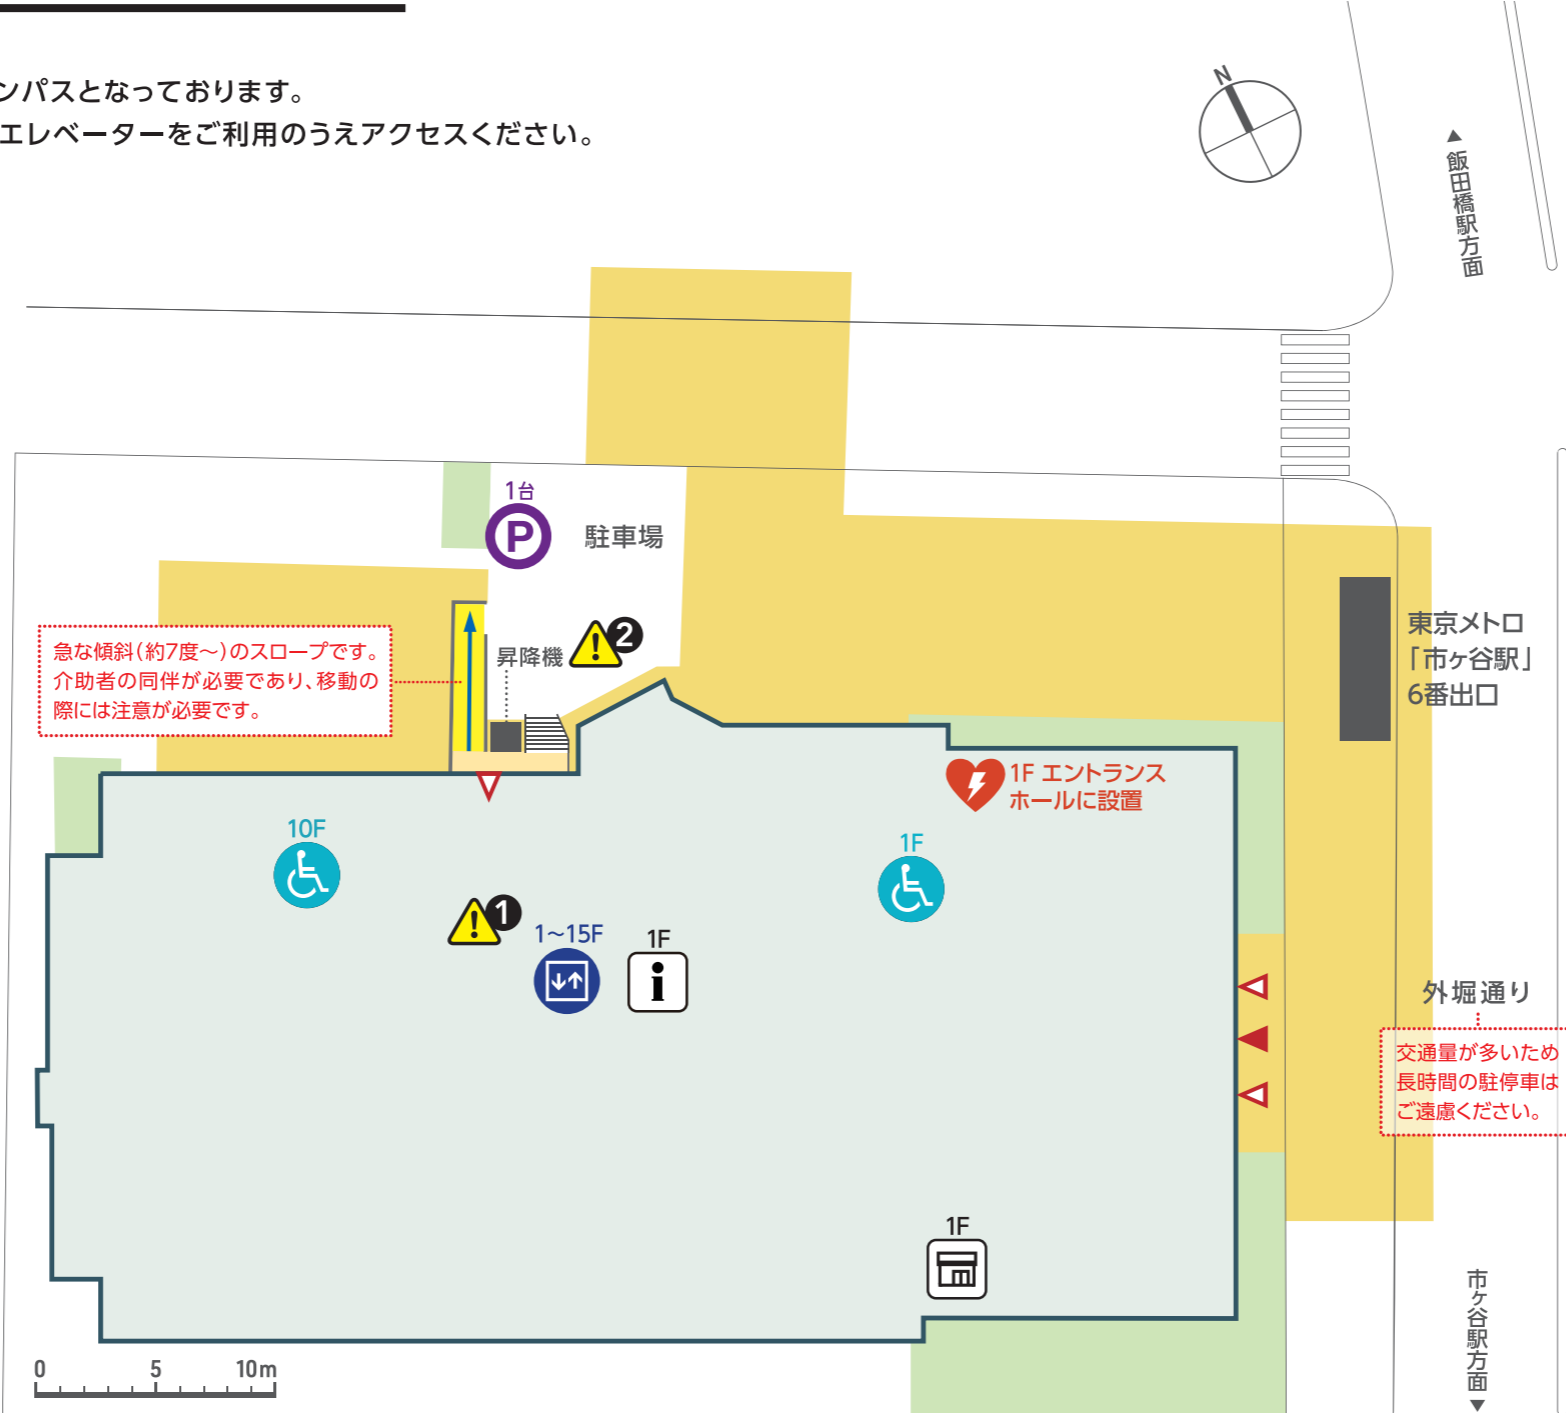 ンパスとなっております。
エレベーターをご利用のうえアクセスください。
N
▲飯田橋駅方面
1台
P
駐車場
急な傾斜(約7度〜)のスロープです。
介助者の同伴が必要であり、移動の
際には注意が必要です。
昇降機
2
東京メトロ
「市ヶ谷駅」
6番出口
1F エントランス
ホールに設置
10F
1F
1
1〜15F
1F
i
外堀通り
交通量が多いため
長時間の駐停車は
ご遠慮ください。
1F
市ヶ谷駅方面▼
0 5 10m